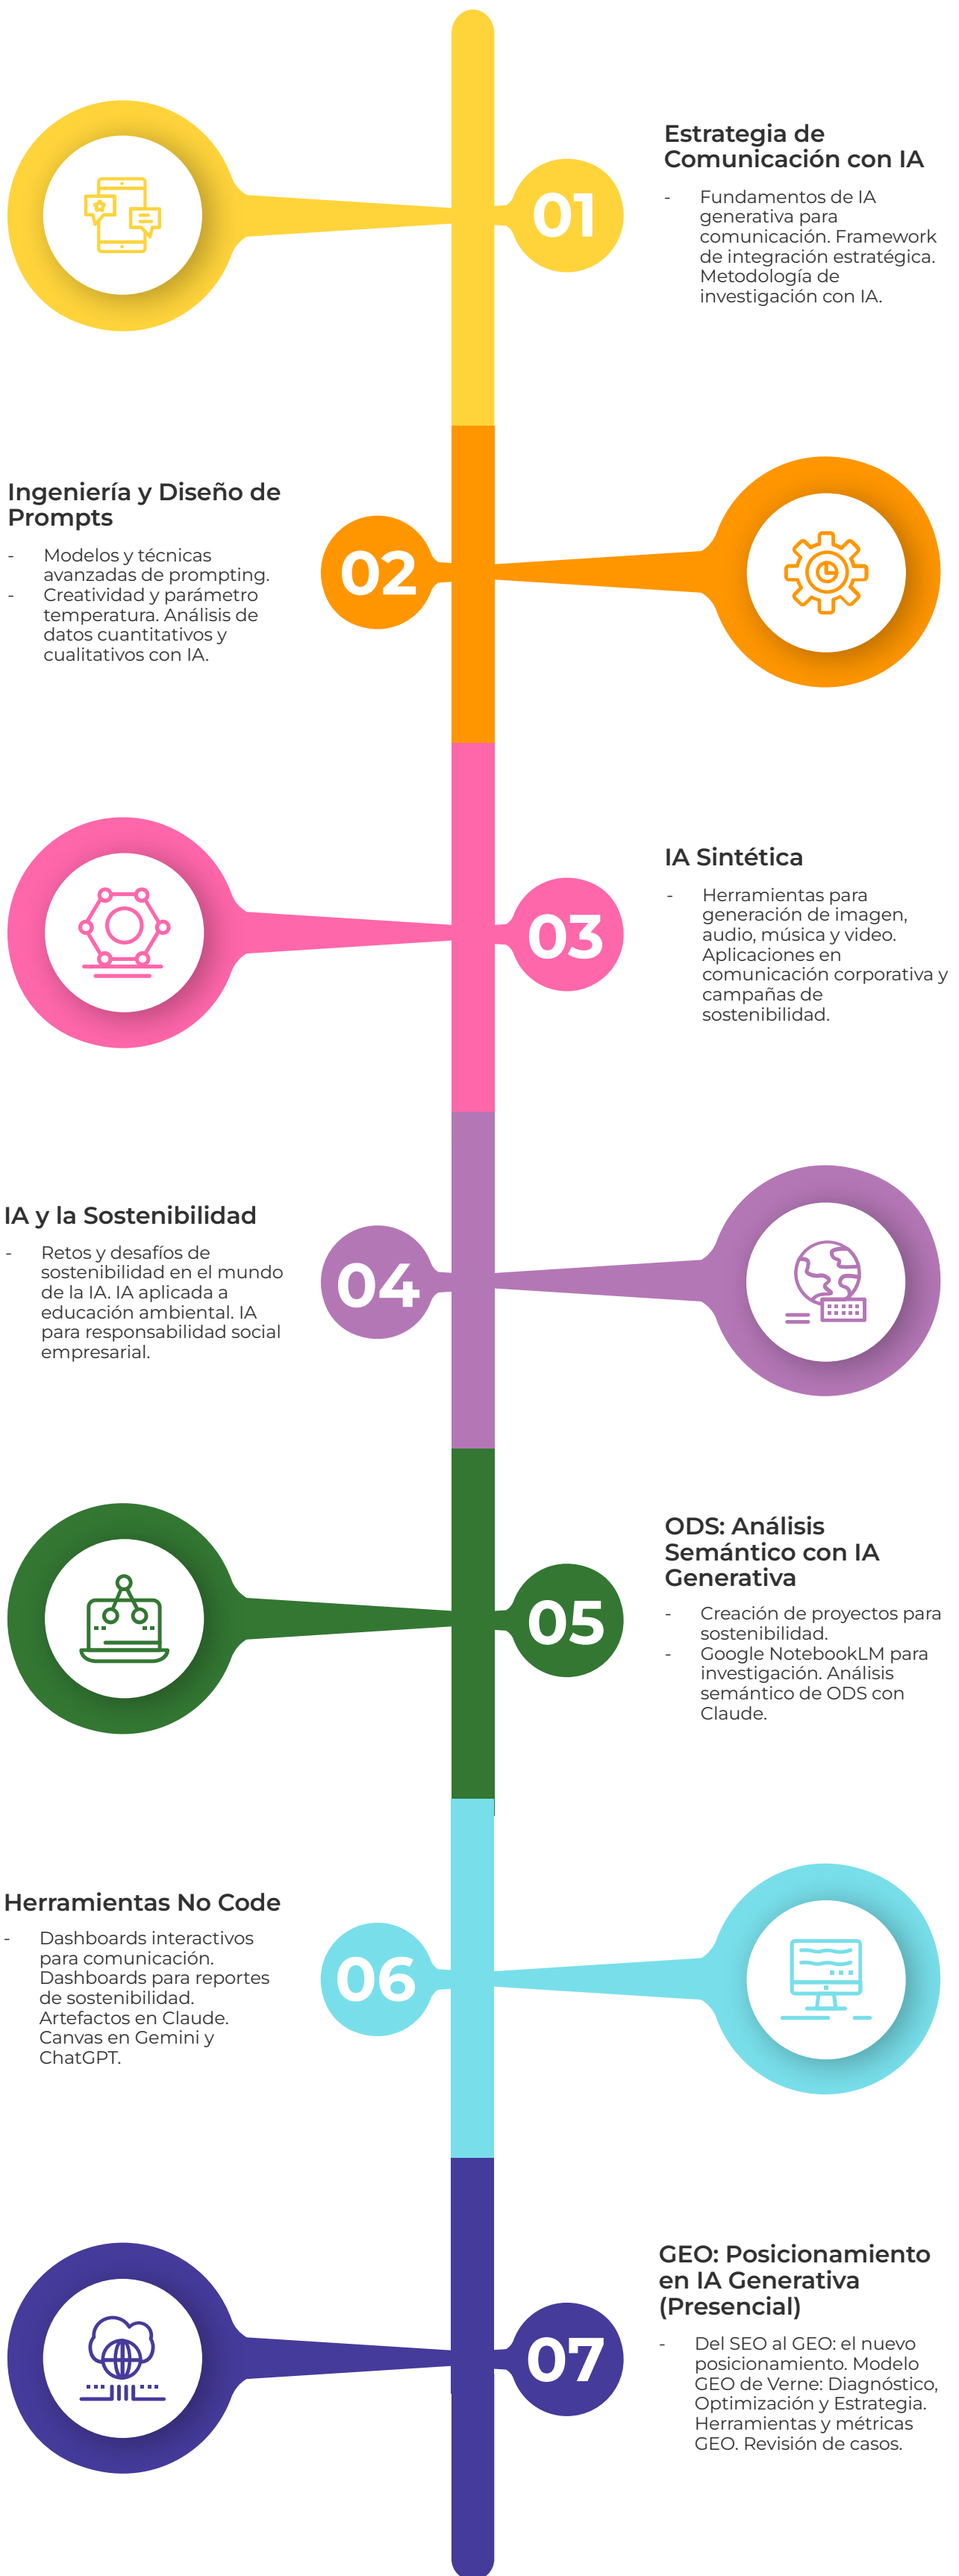 01
Estrategia de
Comunicación con IA
- Fundamentos de IA
generativa para
comunicación. Framework
de integración estratégica.
Metodología de
investigación con IA.
Ingeniería y Diseño de
Prompts
- Modelos y técnicas
avanzadas de prompting.
- Creatividad y parámetro
temperatura. Análisis de
datos cuantitativos y
cualitativos con IA.
02
03
IA Sintética
- Herramientas para
generación de imagen,
audio, música y video.
Aplicaciones en
comunicación corporativa y
campañas de
sostenibilidad.
IA y la Sostenibilidad
- Retos y desafíos de
sostenibilidad en el mundo
de la IA. IA aplicada a
educación ambiental. IA
para responsabilidad social
empresarial.
04
05
ODS: Análisis
Semántico con IA
Generativa
- Creación de proyectos para
sostenibilidad.
- Google NotebookLM para
investigación. Análisis
semántico de ODS con
Claude.
Herramientas No Code
- Dashboards interactivos
para comunicación.
Dashboards para reportes
de sostenibilidad.
Artefactos en Claude.
Canvas en Gemini y
ChatGPT.
06
07
GEO: Posicionamiento
en IA Generativa
(Presencial)
- Del SEO al GEO: el nuevo
posicionamiento. Modelo
GEO de Verne: Diagnóstico,
Optimización y Estrategia.
Herramientas y métricas
GEO. Revisión de casos.